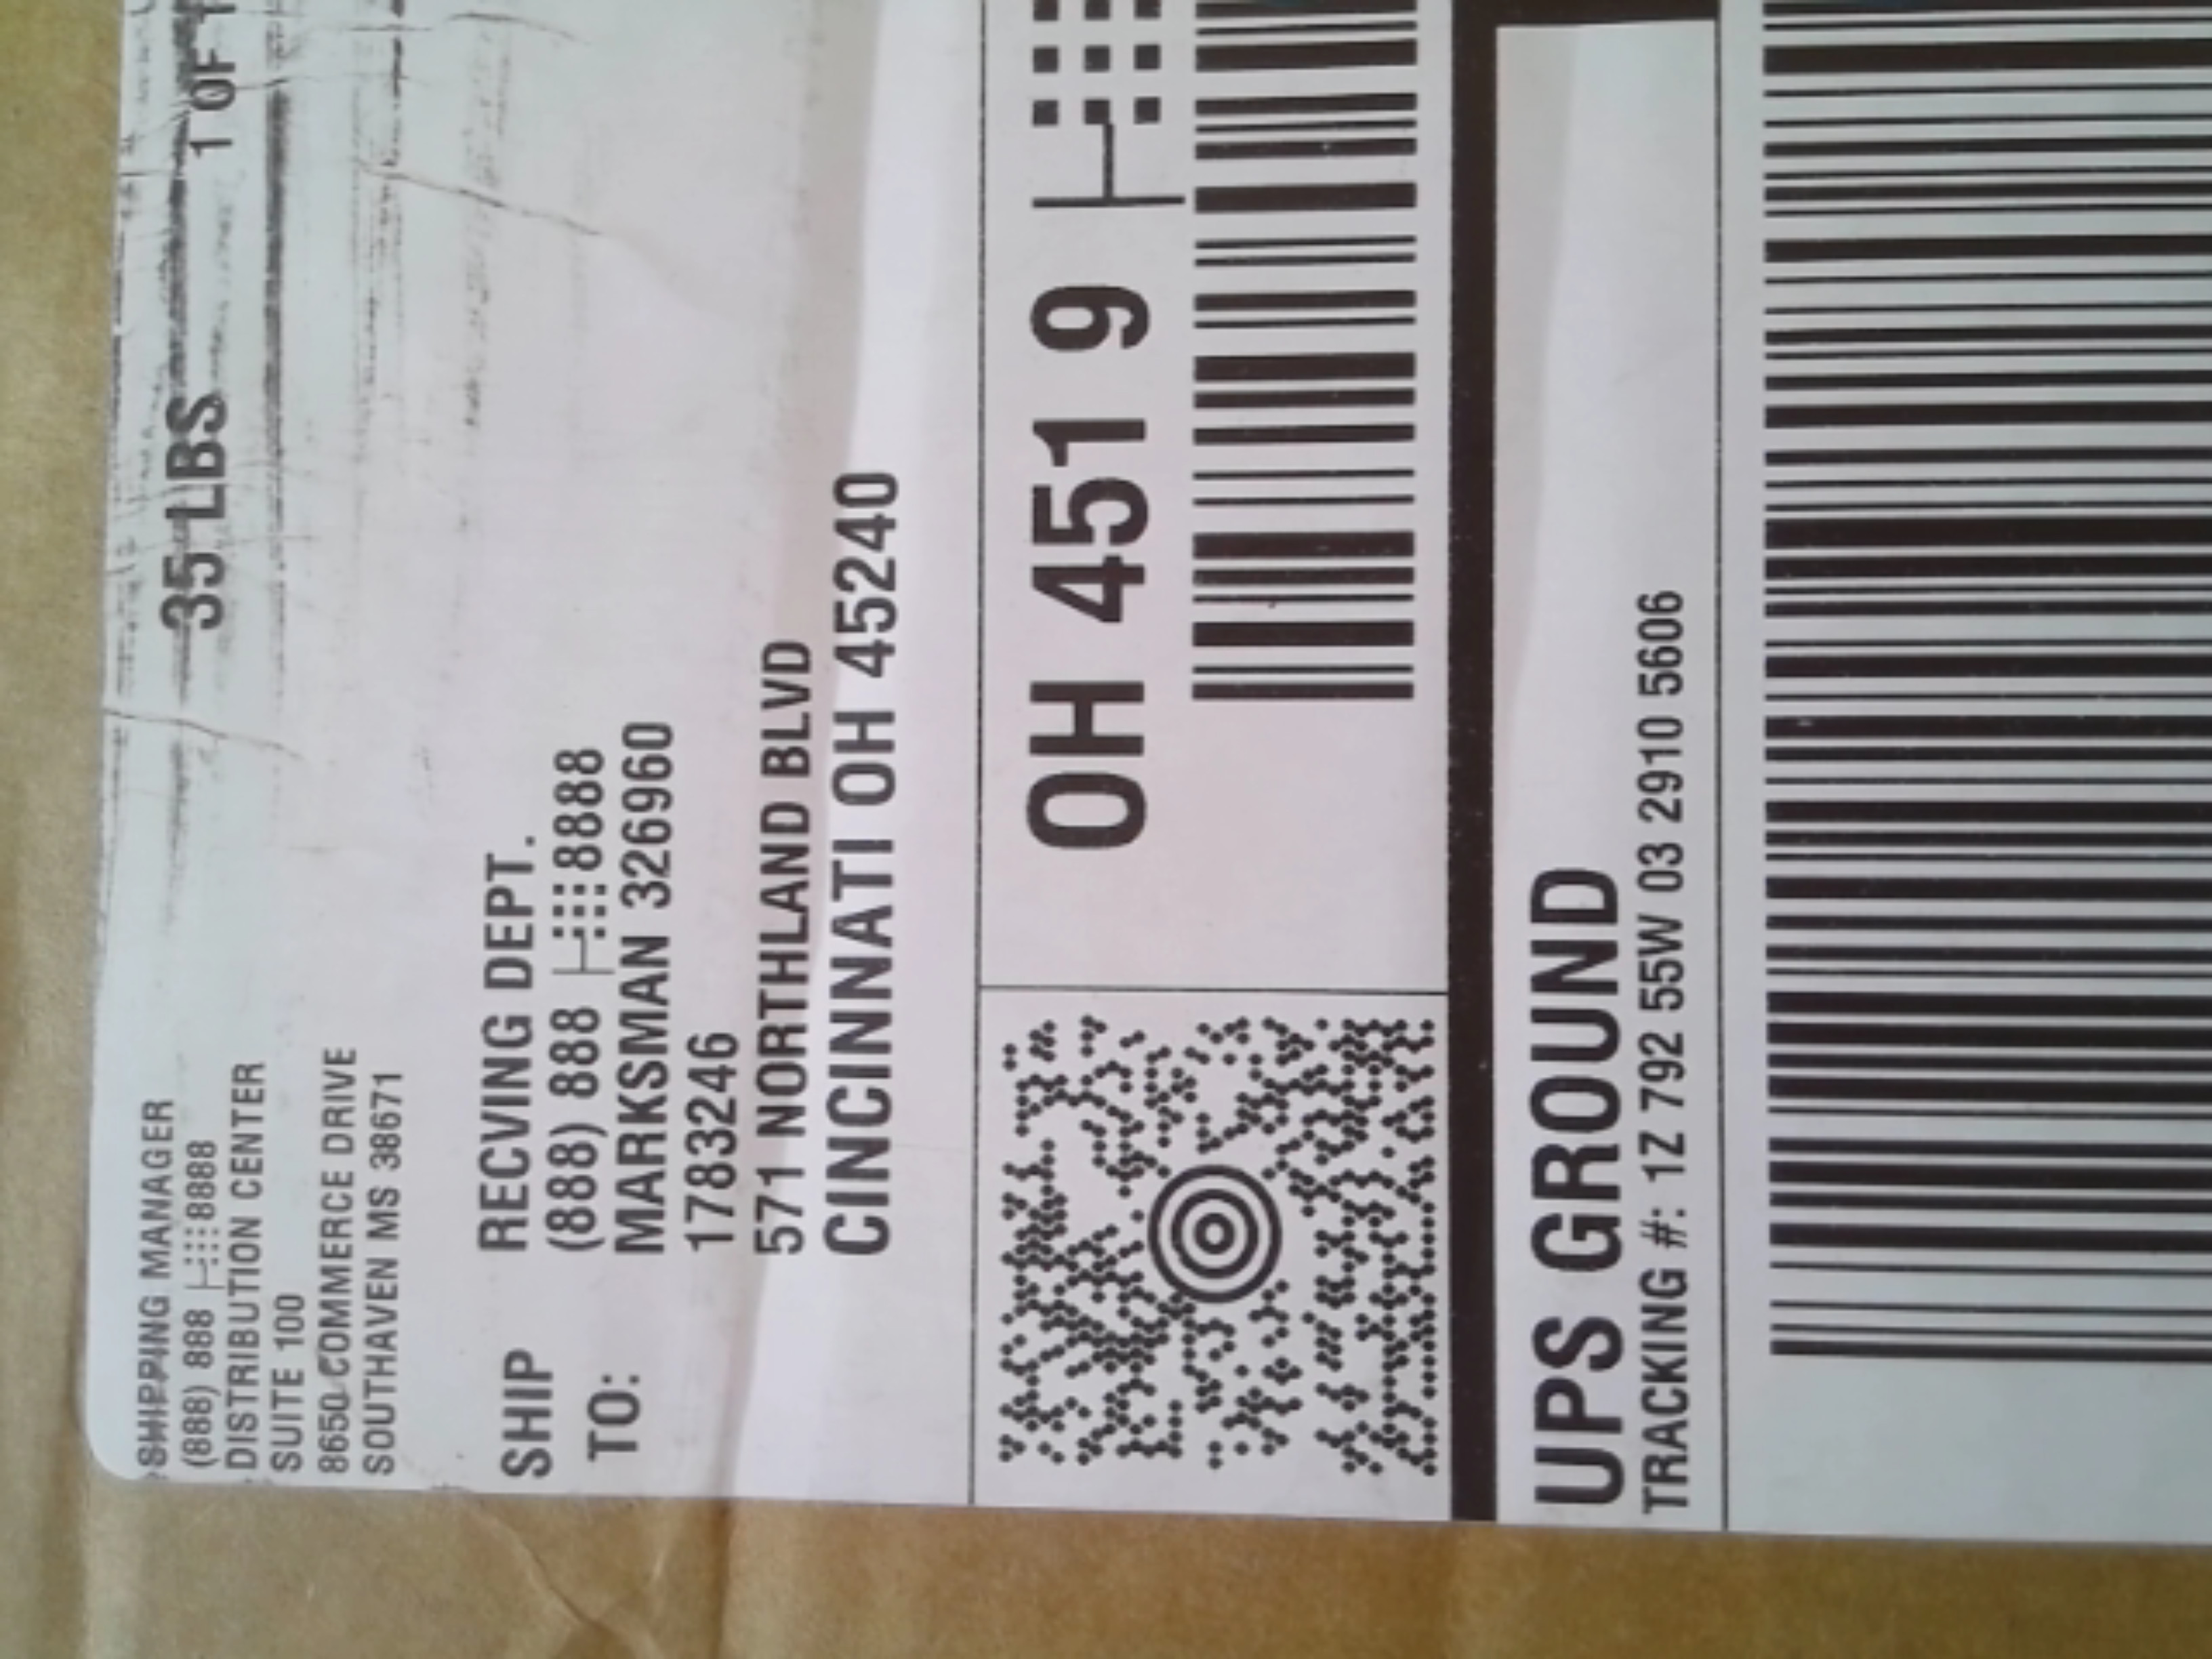 SHIPPING MANAGER
(888) 888 8888
DISTRIBUTION CENTER
SUITE 100
8650 COMMERCE DRIVE
SOUTHAVEN MS 38671
35 LBS
1 OF 1
SHIP TO:
RECVING DEPT.
(888) 888 8888
MARKSMAN 326960
1783246
571 NORTHLAND BLVD
CINCINNATI OH 45240
OH 451 9
UPS GROUND
TRACKING #: 1Z 792 55W 03 2910 5606